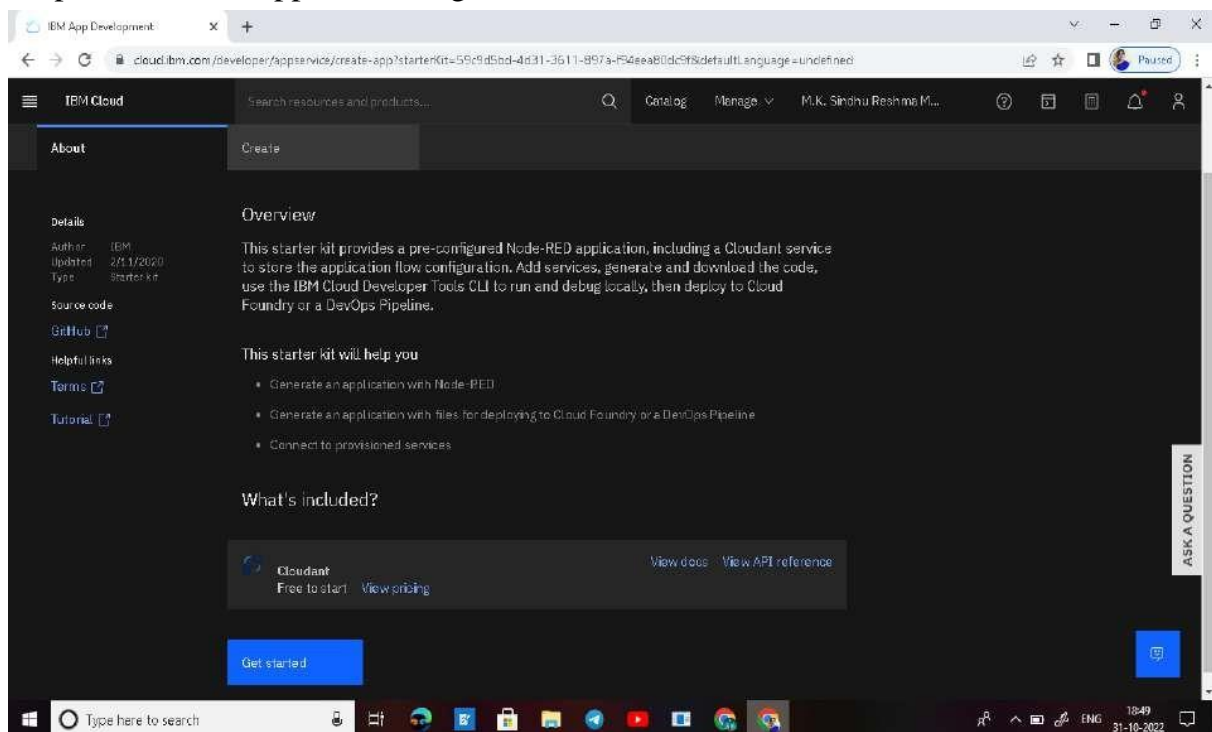 IBM App Development
cloud.ibm.com/developer/appservice/create-app?starterKit=59c9d5bd-4d31-3611-897a-f94eea80dc9f&defaultLanguage=undefined
Paused
IBM Cloud
Search resources and products...
Catalog
Manage
M.K. Sindhu Reshma M...
About
Create
Details
Author IBM
Updated 2/11/2020
Type Starter kit
Source code
GitHub
Helpful links
Terms
Tutorial
Overview
This starter kit provides a pre-configured Node-RED application, including a Cloudant service
to store the application flow configuration. Add services, generate and download the code,
use the IBM Cloud Developer Tools CLI to run and debug locally, then deploy to Cloud
Foundry or a DevOps Pipeline.
This starter kit will help you
• Generate an application with Node-RED
• Generate an application with files for deploying to Cloud Foundry or a DevOps Pipeline
• Connect to provisioned services
What's included?
Cloudant
Free to start View pricing
View docs View API reference
Get started
ASK A QUESTION
Type here to search
ENG
18:49
31-10-2022